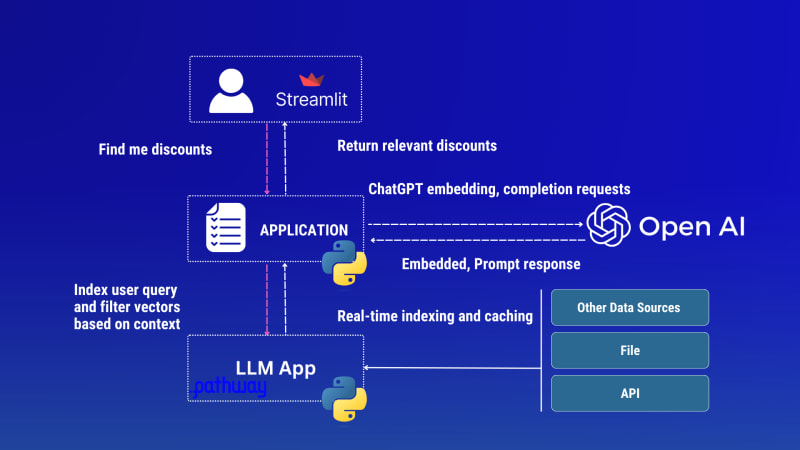 Streamlit
Find me discounts
Return relevant discounts
ChatGPT embedding, completion requests
APPLICATION
Open AI
Embedded, Prompt response
Index user query
and filter vectors
based on context
Real-time indexing and caching
Other Data Sources
File
API
LLM App
pathway